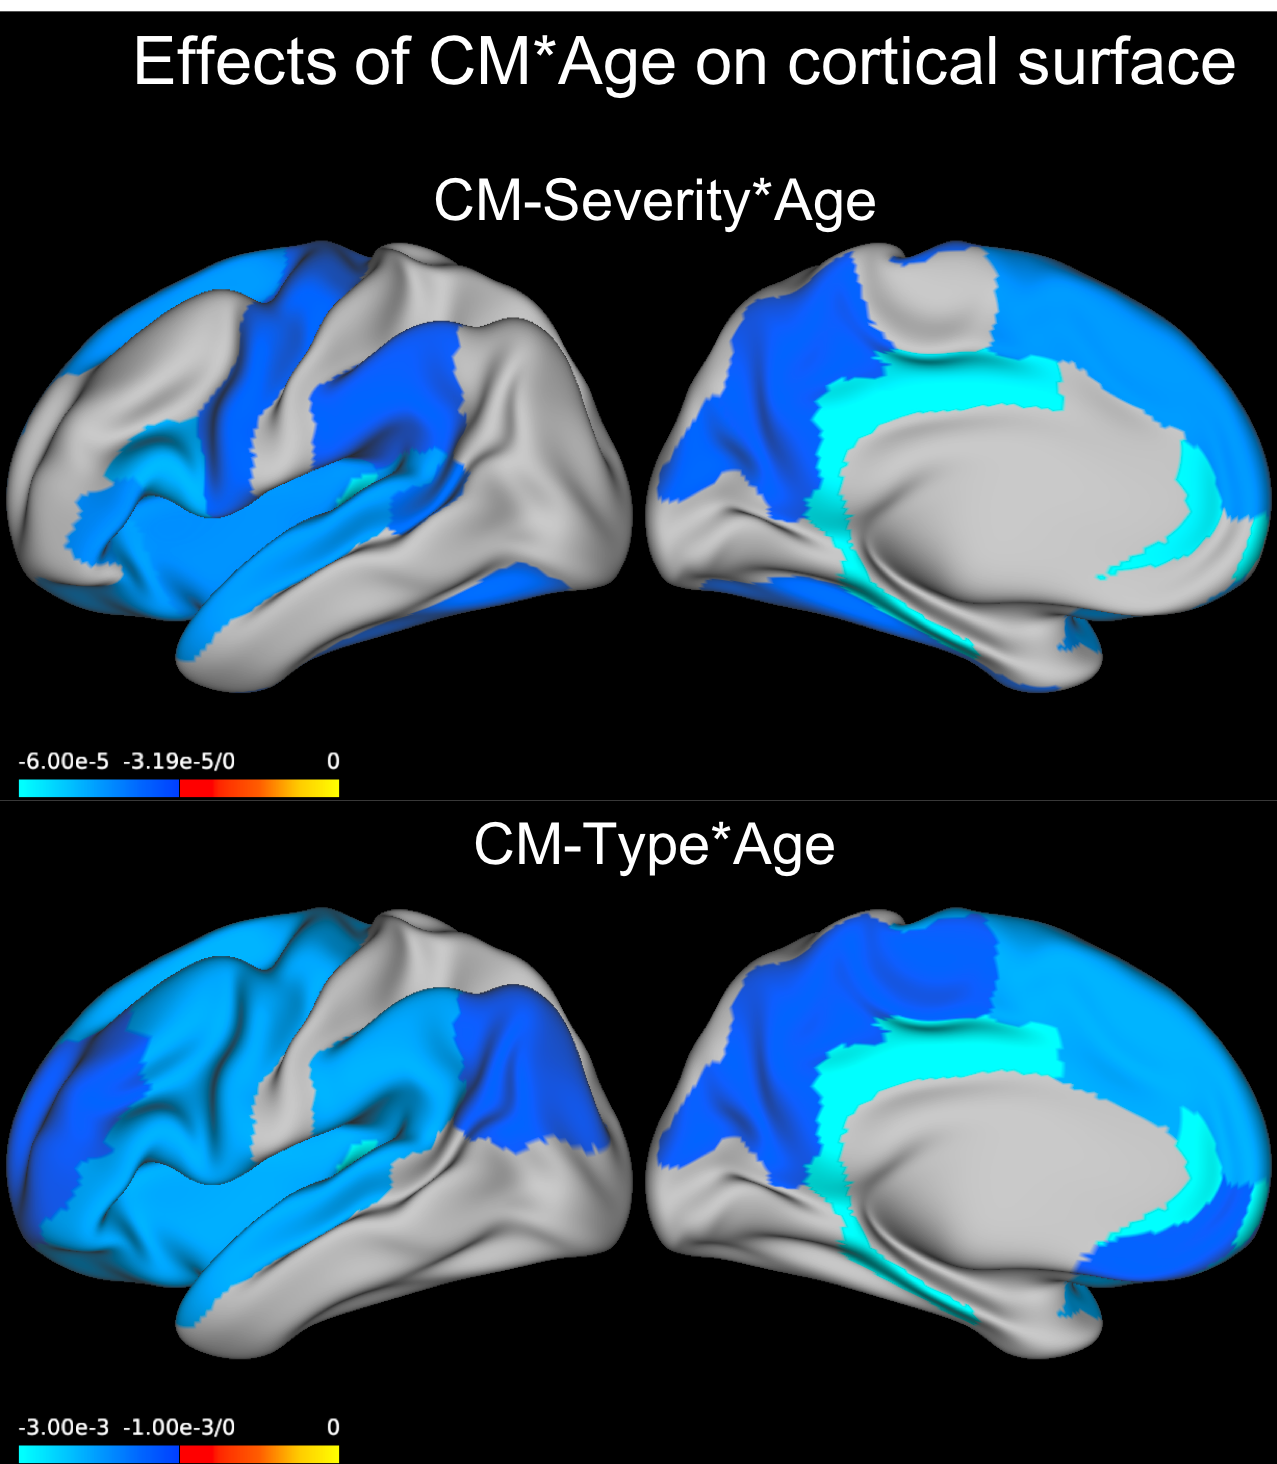 Effects of CM*Age on cortical surface
CM-Severity*Age
-6.00e-5 -3.19e-5/0 0
CM-Type*Age
-3.00e-3 -1.00e-3/0 0